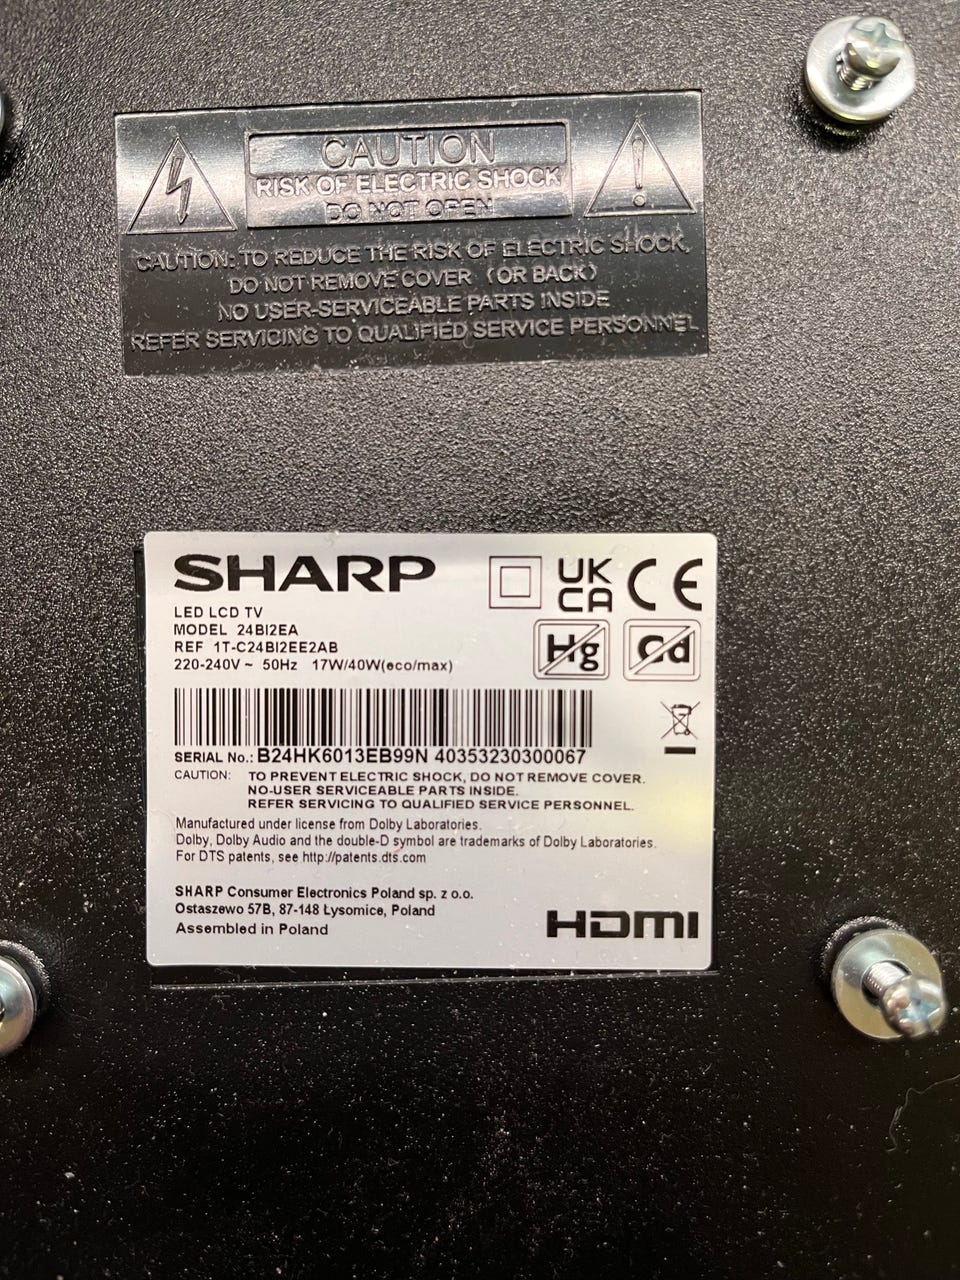 CAUTION
RISK OF ELECTRIC SHOCK
DO NOT OPEN
CAUTION: TO REDUCE THE RISK OF ELECTRIC SHOCK,
DO NOT REMOVE COVER (OR BACK)
NO USER-SERVICEABLE PARTS INSIDE
REFER SERVICING TO QUALIFIED SERVICE PERSONNEL
SHARP
UK
CA
CE
LED LCD TV
MODEL 24BI2EA
REF 1T-C24BI2EE2AB
220-240V ~ 50Hz 17W/40W(eco/max)
Hg
Cd
SERIAL No.: B24HK6013EB99N 40353230300067
CAUTION: TO PREVENT ELECTRIC SHOCK, DO NOT REMOVE COVER.
NO-USER SERVICEABLE PARTS INSIDE.
REFER SERVICING TO QUALIFIED SERVICE PERSONNEL.
Manufactured under license from Dolby Laboratories.
Dolby, Dolby Audio and the double-D symbol are trademarks of Dolby Laboratories.
For DTS patents, see http://patents.dts.com
SHARP Consumer Electronics Poland sp. z o.o.
Ostaszewo 57B, 87-148 Łysomice, Poland
Assembled in Poland
HDMI